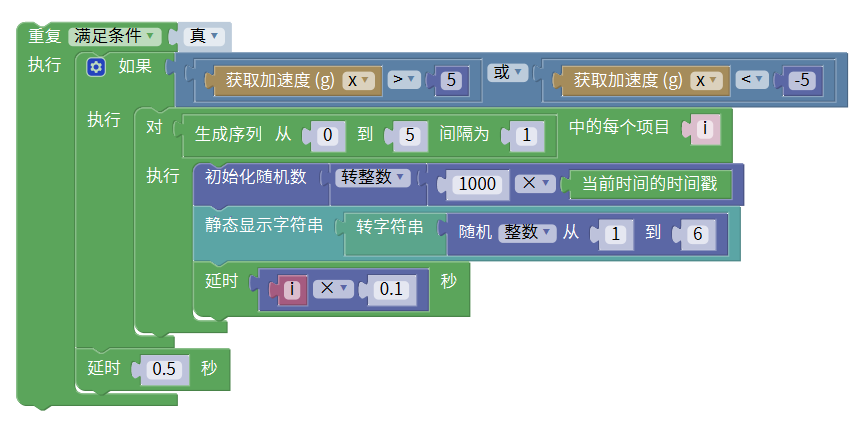 重复 满足条件 真
执行 如果 获取加速度 (g) x > 5 或 获取加速度 (g) x < -5
执行 对 生成序列 从 0 到 5 间隔为 1 中的每个项目 i
执行 初始化随机数 转整数 1000 × 当前时间的时间戳
静态显示字符串 转字符串 随机 整数 从 1 到 6
延时 i × 0.1 秒
延时 0.5 秒